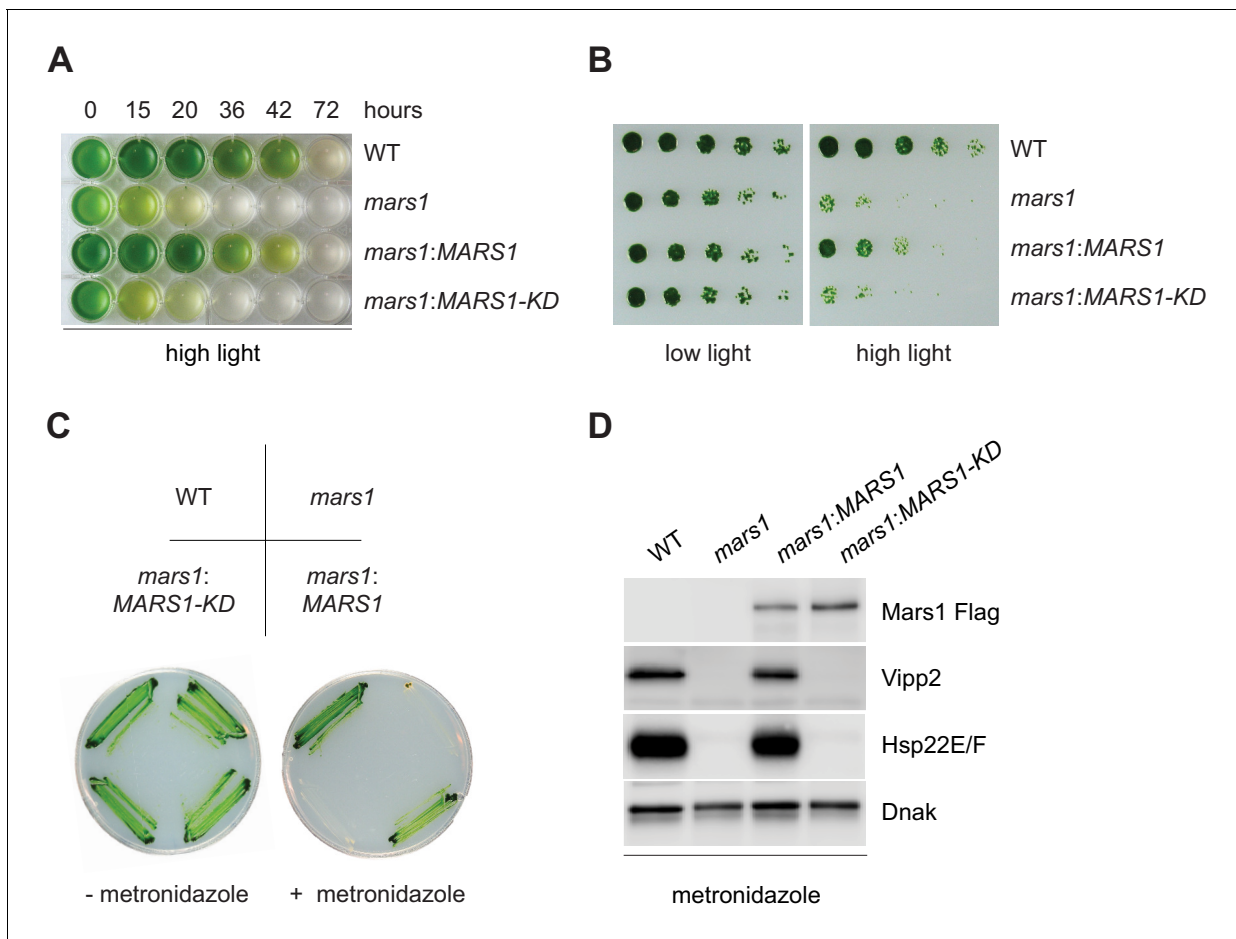 A
0 15 20 36 42 72 hours
WT
mars1
mars1:MARS1
mars1:MARS1-KD
high light
B
WT
mars1
mars1:MARS1
mars1:MARS1-KD
low light high light
C
WT mars1
mars1: mars1:
MARS1-KD MARS1
- metronidazole + metronidazole
D
WT mars1 mars1:MARS1 mars1:MARS1-KD
Mars1 Flag
Vipp2
Hsp22E/F
Dnak
metronidazole